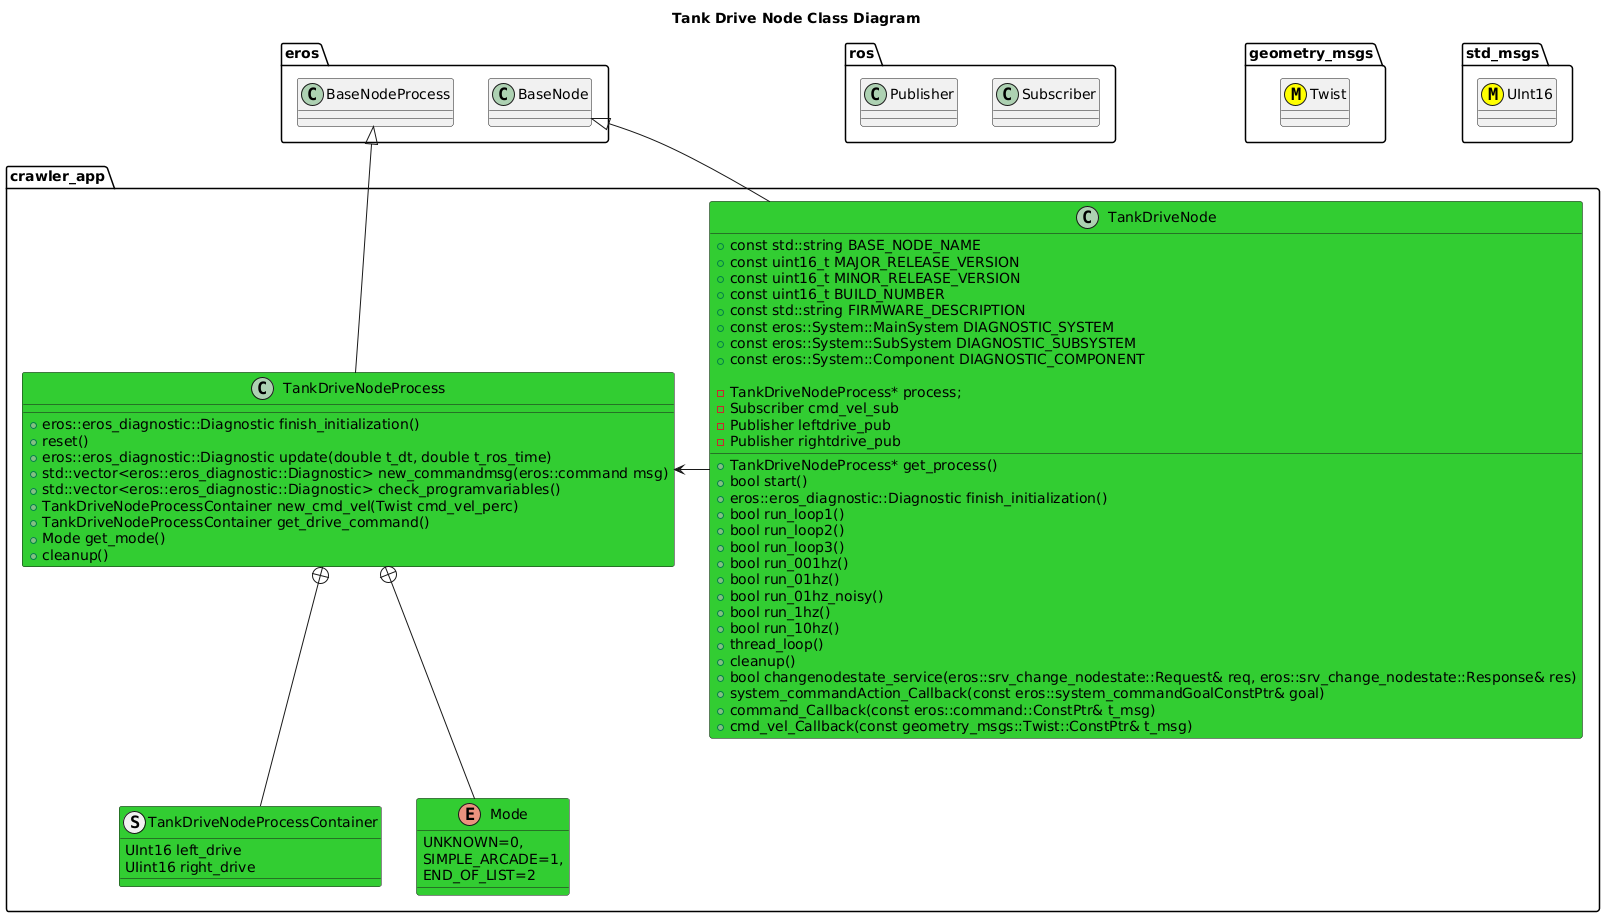 Tank Drive Node Class Diagram
eros
C BaseNodeProcess
C BaseNode
ros
C Publisher
C Subscriber
geometry_msgs
M Twist
std_msgs
M UInt16
crawler_app
C TankDriveNode
const std::string BASE_NODE_NAME
const uint16_t MAJOR_RELEASE_VERSION
const uint16_t MINOR_RELEASE_VERSION
const uint16_t BUILD_NUMBER
const std::string FIRMWARE_DESCRIPTION
const eros::System::MainSystem DIAGNOSTIC_SYSTEM
const eros::System::SubSystem DIAGNOSTIC_SUBSYSTEM
const eros::System::Component DIAGNOSTIC_COMPONENT
TankDriveNodeProcess* process;
Subscriber cmd_vel_sub
Publisher leftdrive_pub
Publisher rightdrive_pub
TankDriveNodeProcess* get_process()
bool start()
eros::eros_diagnostic::Diagnostic finish_initialization()
bool run_loop1()
bool run_loop2()
bool run_loop3()
bool run_001hz()
bool run_01hz()
bool run_01hz_noisy()
bool run_1hz()
bool run_10hz()
thread_loop()
cleanup()
bool changenodestate_service(eros::srv_change_nodestate::Request& req, eros::srv_change_nodestate::Response& res)
system_commandAction_Callback(const eros::system_commandGoalConstPtr& goal)
command_Callback(const eros::command::ConstPtr& t_msg)
cmd_vel_Callback(const geometry_msgs::Twist::ConstPtr& t_msg)
C TankDriveNodeProcess
eros::eros_diagnostic::Diagnostic finish_initialization()
reset()
eros::eros_diagnostic::Diagnostic update(double t_dt, double t_ros_time)
std::vector<eros::eros_diagnostic::Diagnostic> new_commandmsg(eros::command msg)
std::vector<eros::eros_diagnostic::Diagnostic> check_programvariables()
TankDriveNodeProcessContainer new_cmd_vel(Twist cmd_vel_perc)
TankDriveNodeProcessContainer get_drive_command()
Mode get_mode()
cleanup()
S TankDriveNodeProcessContainer
UInt16 left_drive
UIint16 right_drive
E Mode
UNKNOWN=0,
SIMPLE_ARCADE=1,
END_OF_LIST=2